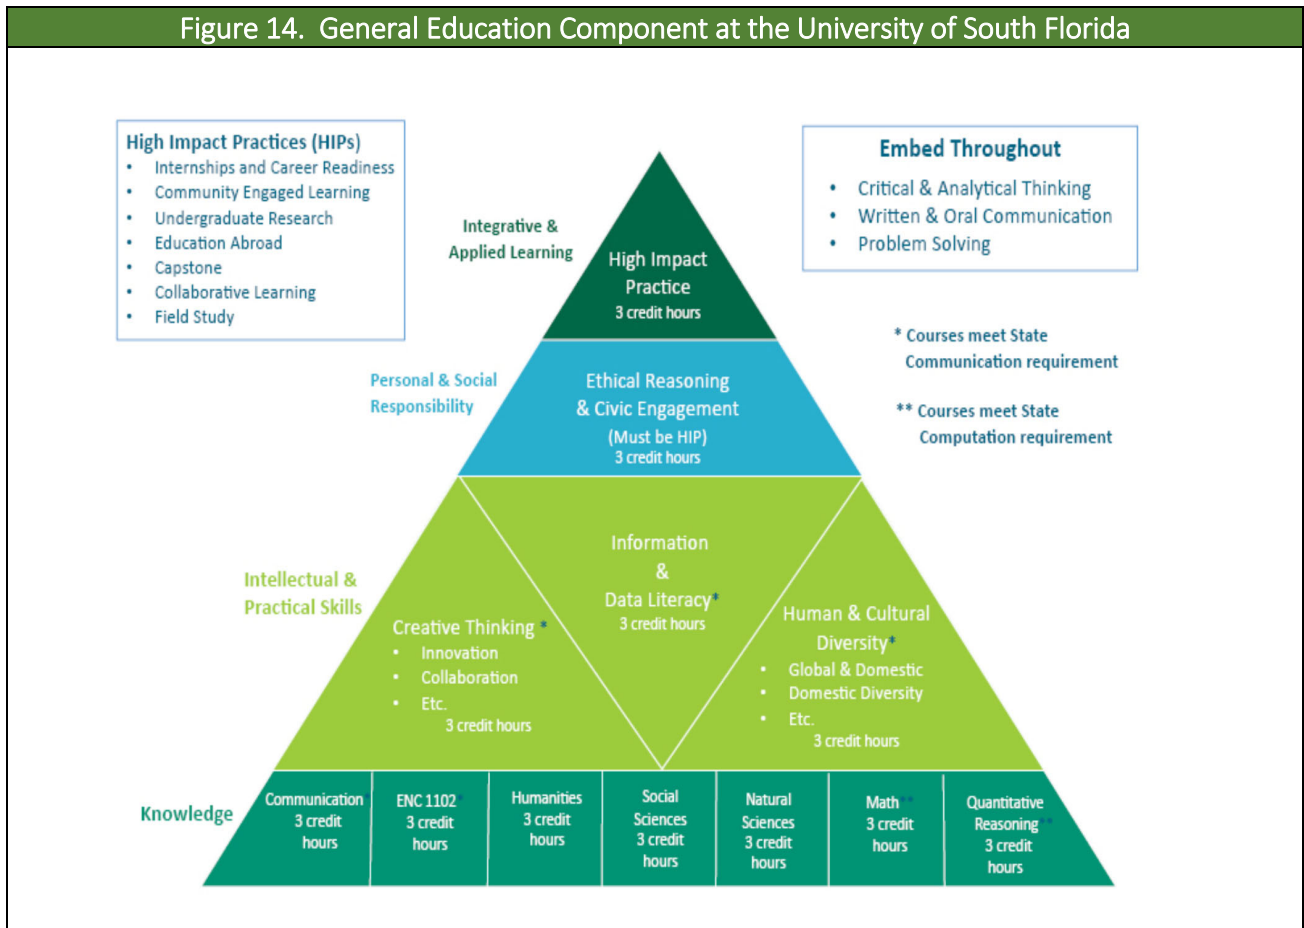 Figure 14. General Education Component at the University of South Florida
High Impact Practices (HIPs)
• Internships and Career Readiness
• Community Engaged Learning
• Undergraduate Research
• Education Abroad
• Capstone
• Collaborative Learning
• Field Study
Embed Throughout
• Critical & Analytical Thinking
• Written & Oral Communication
• Problem Solving
* Courses meet State
Communication requirement
** Courses meet State
Computation requirement
Integrative &
Applied Learning
High Impact
Practice
3 credit hours
Personal & Social
Responsibility
Ethical Reasoning
& Civic Engagement
(Must be HIP)
3 credit hours
Intellectual &
Practical Skills
Creative Thinking *
• Innovation
• Collaboration
• Etc.
3 credit hours
Information
&
Data Literacy*
3 credit hours
Human & Cultural
Diversity*
• Global & Domestic
• Domestic Diversity
• Etc.
3 credit hours
Knowledge
Communication*
3 credit
hours
ENC 1102*
3 credit
hours
Humanities
3 credit
hours
Social
Sciences
3 credit
hours
Natural
Sciences
3 credit
hours
Math**
3 credit
hours
Quantitative
Reasoning**
3 credit
hours